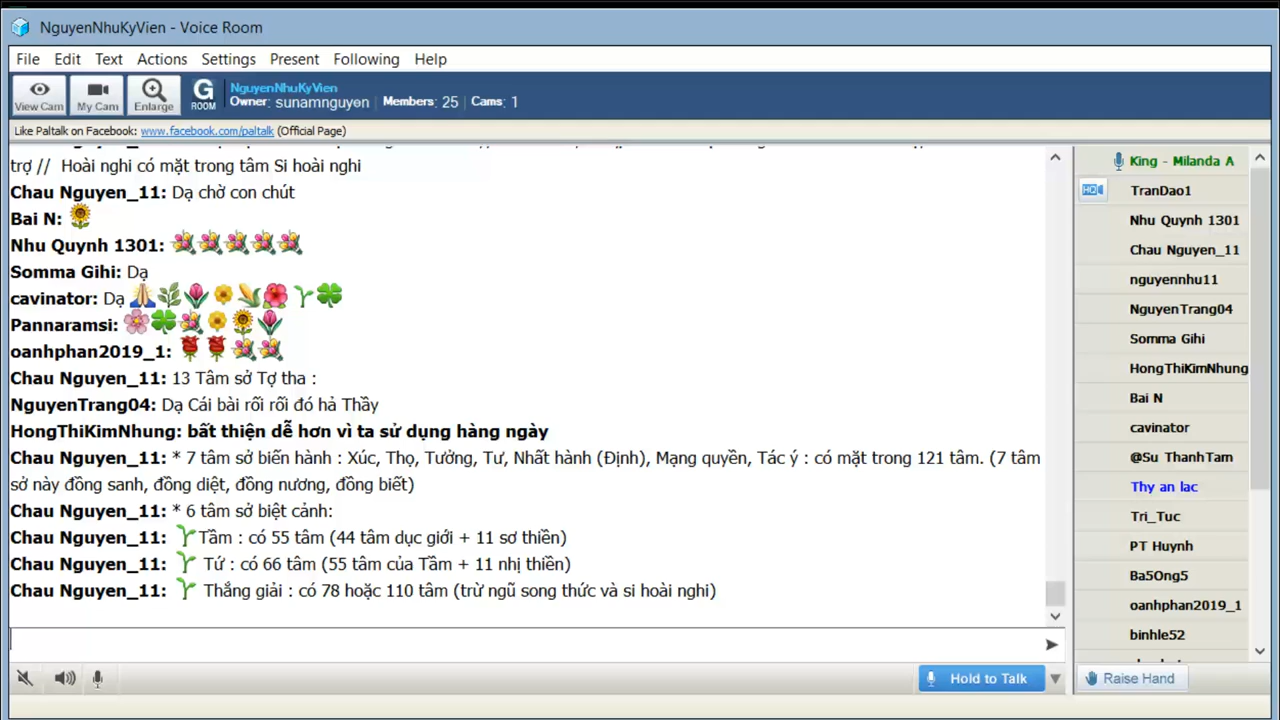 NguyenNhuKyVien - Voice Room
File Edit Text Actions Settings Present Following Help
View Cam My Cam Enlarge G ROOM
NguyenNhuKyVien
Owner: sunamnguyen | Members: 25 | Cams: 1
Like Paltalk on Facebook: www.facebook.com/paltalk (Official Page)
trợ // Hoài nghi có mặt trong tâm Si hoài nghi
Chau Nguyen_11: Dạ chờ con chút
Bai N:
Nhu Quynh 1301:
Somma Gihi: Dạ
cavinator: Dạ
Pannaramsi:
oanhphan2019_1:
Chau Nguyen_11: 13 Tâm sở Tợ tha :
NguyenTrang04: Dạ Cái bài rối rối đó hả Thầy
HongThiKimNhung: bất thiện dễ hơn vì ta sử dụng hàng ngày
Chau Nguyen_11: * 7 tâm sở biến hành : Xúc, Thọ, Tưởng, Tư, Nhất hành (Định), Mạng quyền, Tác ý : có mặt trong 121 tâm. (7 tâm
sở này đồng sanh, đồng diệt, đồng nương, đồng biết)
Chau Nguyen_11: * 6 tâm sở biệt cảnh:
Chau Nguyen_11: Tầm : có 55 tâm (44 tâm dục giới + 11 sơ thiền)
Chau Nguyen_11: Tứ : có 66 tâm (55 tâm của Tầm + 11 nhị thiền)
Chau Nguyen_11: Thắng giải : có 78 hoặc 110 tâm (trừ ngũ song thức và si hoài nghi)
Hold to Talk
King - Milanda A
HD TranDao1
Nhu Quynh 1301
Chau Nguyen_11
nguyennhu11
NguyenTrang04
Somma Gihi
HongThiKimNhung
Bai N
cavinator
@Su ThanhTam
Thy an lac
Tri_Tuc
PT Huynh
Ba5Ong5
oanhphan2019_1
binhle52
Raise Hand